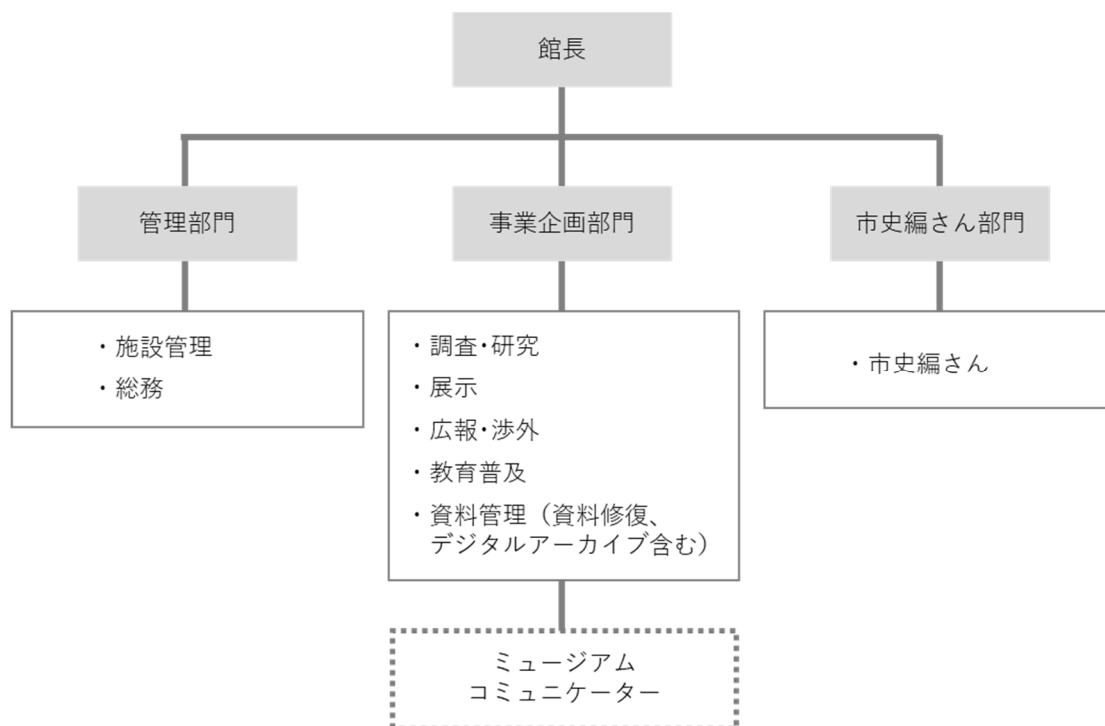 館長
管理部門
事業企画部門
市史編さん部門
・施設管理
・総務
・調査・研究
・展示
・広報・渉外
・教育普及
・資料管理（資料修復、
デジタルアーカイブ含む）
・市史編さん
ミュージアム
コミュニケーター